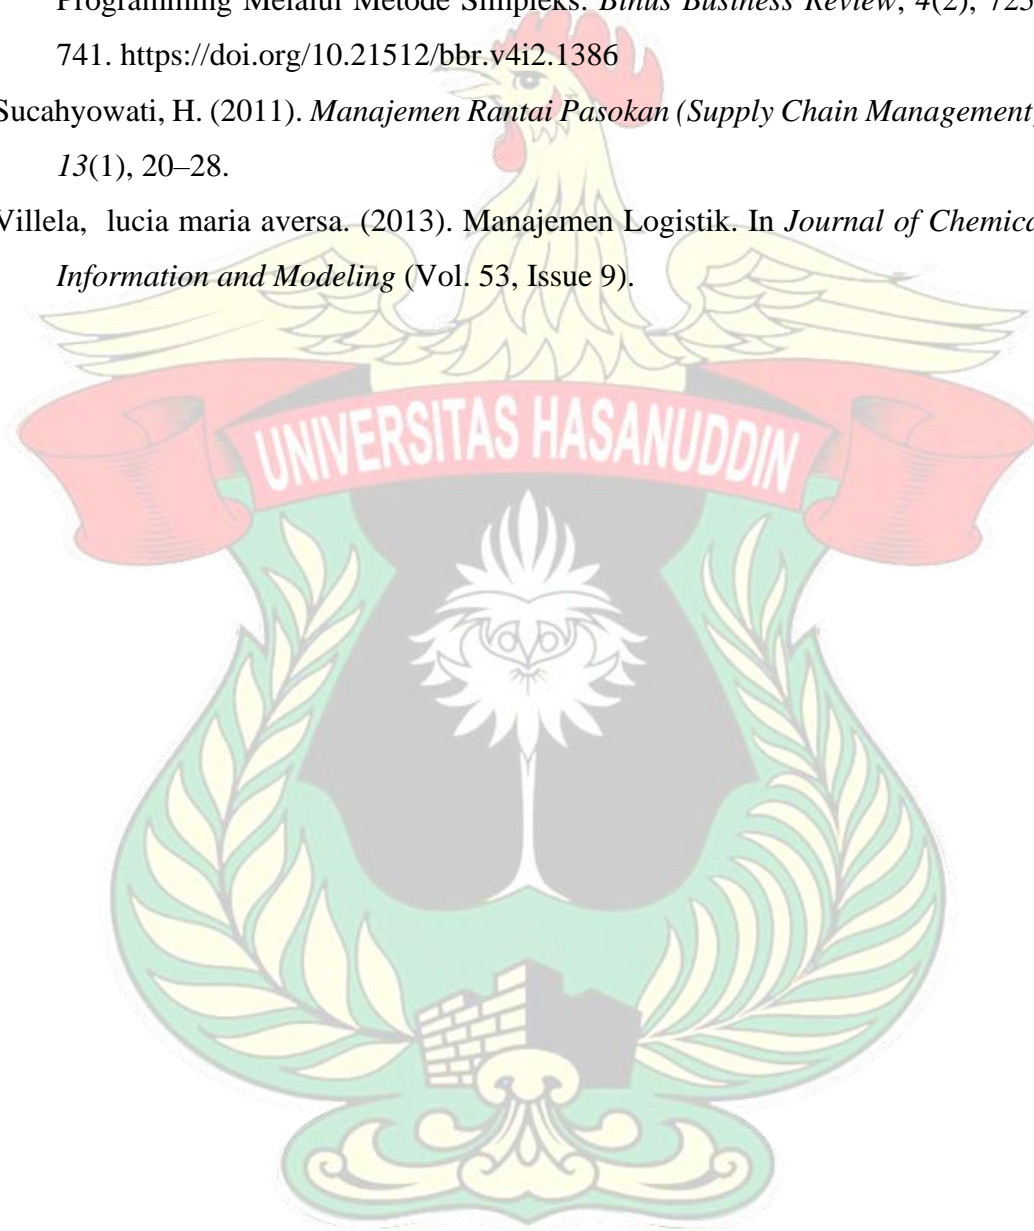 Programming Melalui Metode Simpleks. Binus Business Review, 4(2), 725
741. https://doi.org/10.21512/bbr.v4i2.1386
Sucahyowati, H. (2011). Manajemen Rantai Pasokan (Supply Chain Management)
13(1), 20–28.
Villela, lucia maria aversa. (2013). Manajemen Logistik. In Journal of Chemica
Information and Modeling (Vol. 53, Issue 9).
UNIVERSITAS HASANUDDIN